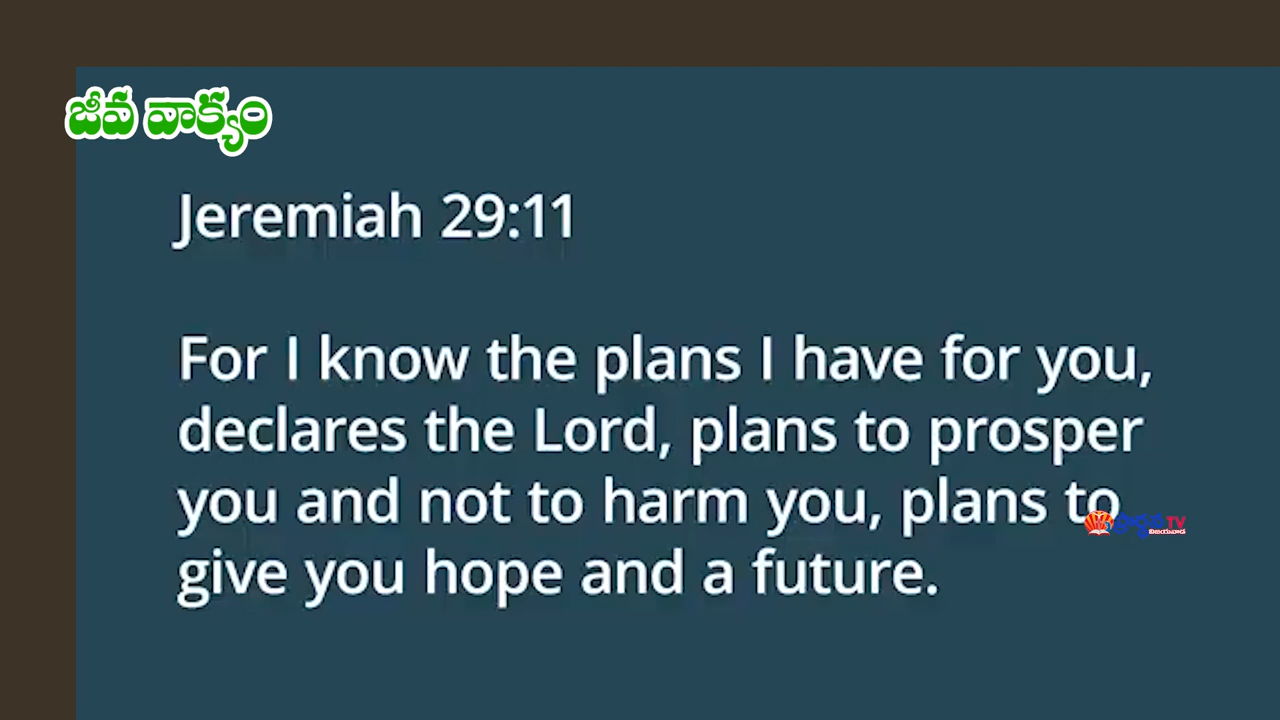 జీవ వాక్యం
Jeremiah 29:11
For I know the plans I have for you,
declares the Lord, plans to prosper
you and not to harm you, plans to
give you hope and a future.
TV